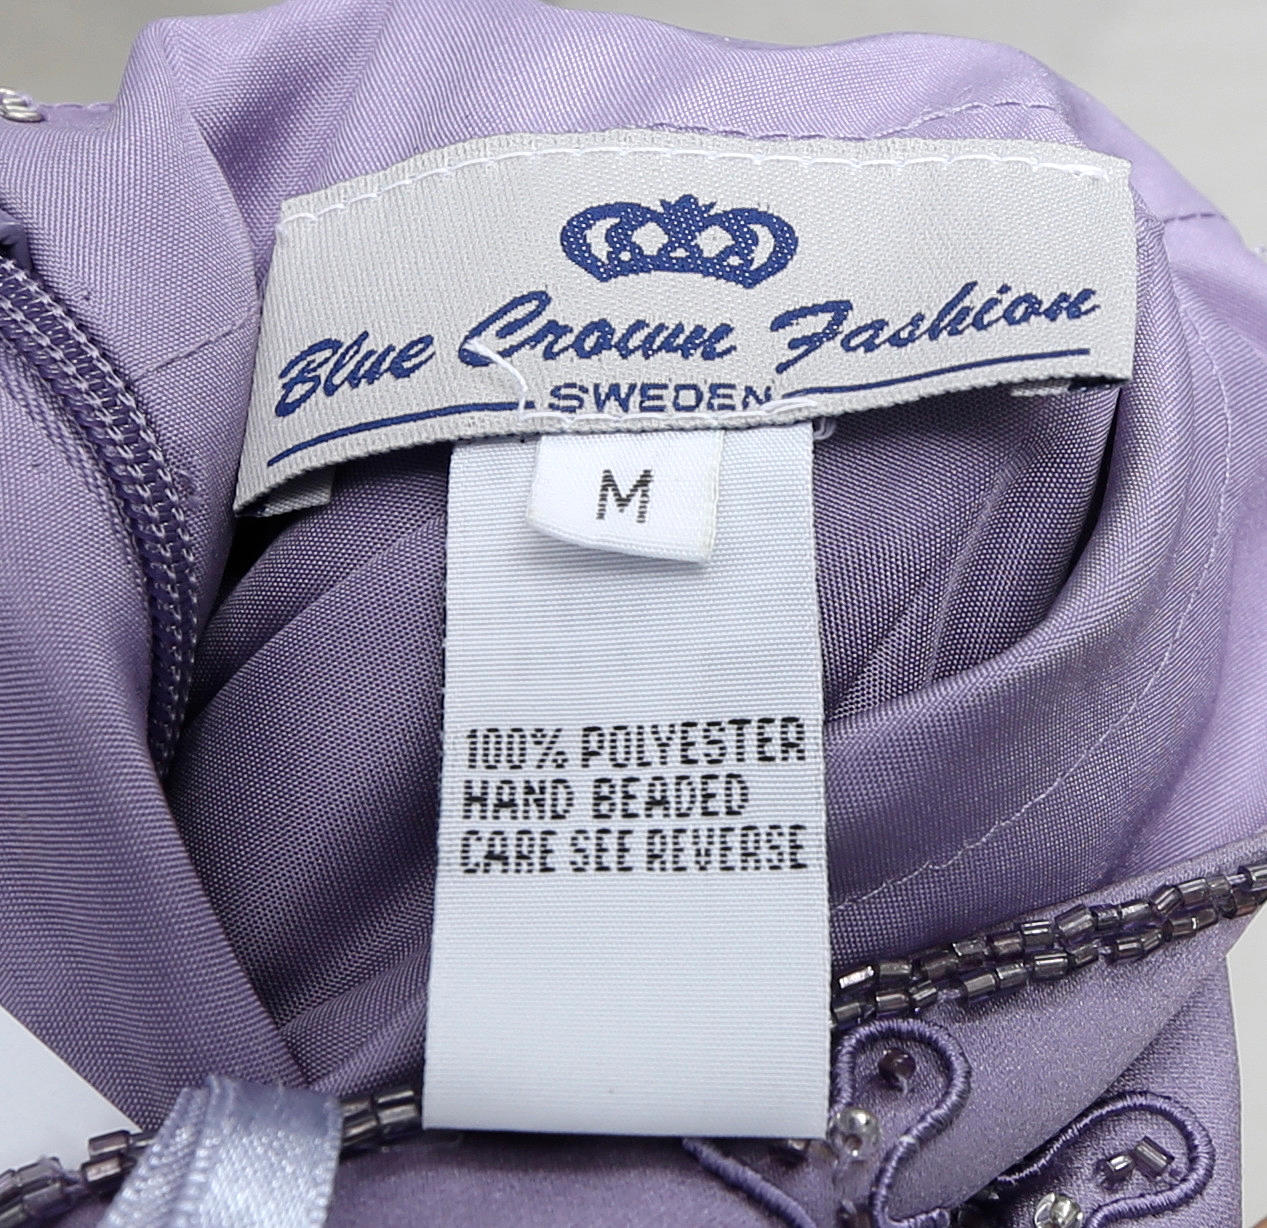 Blue Crown Fashion
SWEDEN
M
100% POLYESTER
HAND BEADED
CARE SEE REVERSE